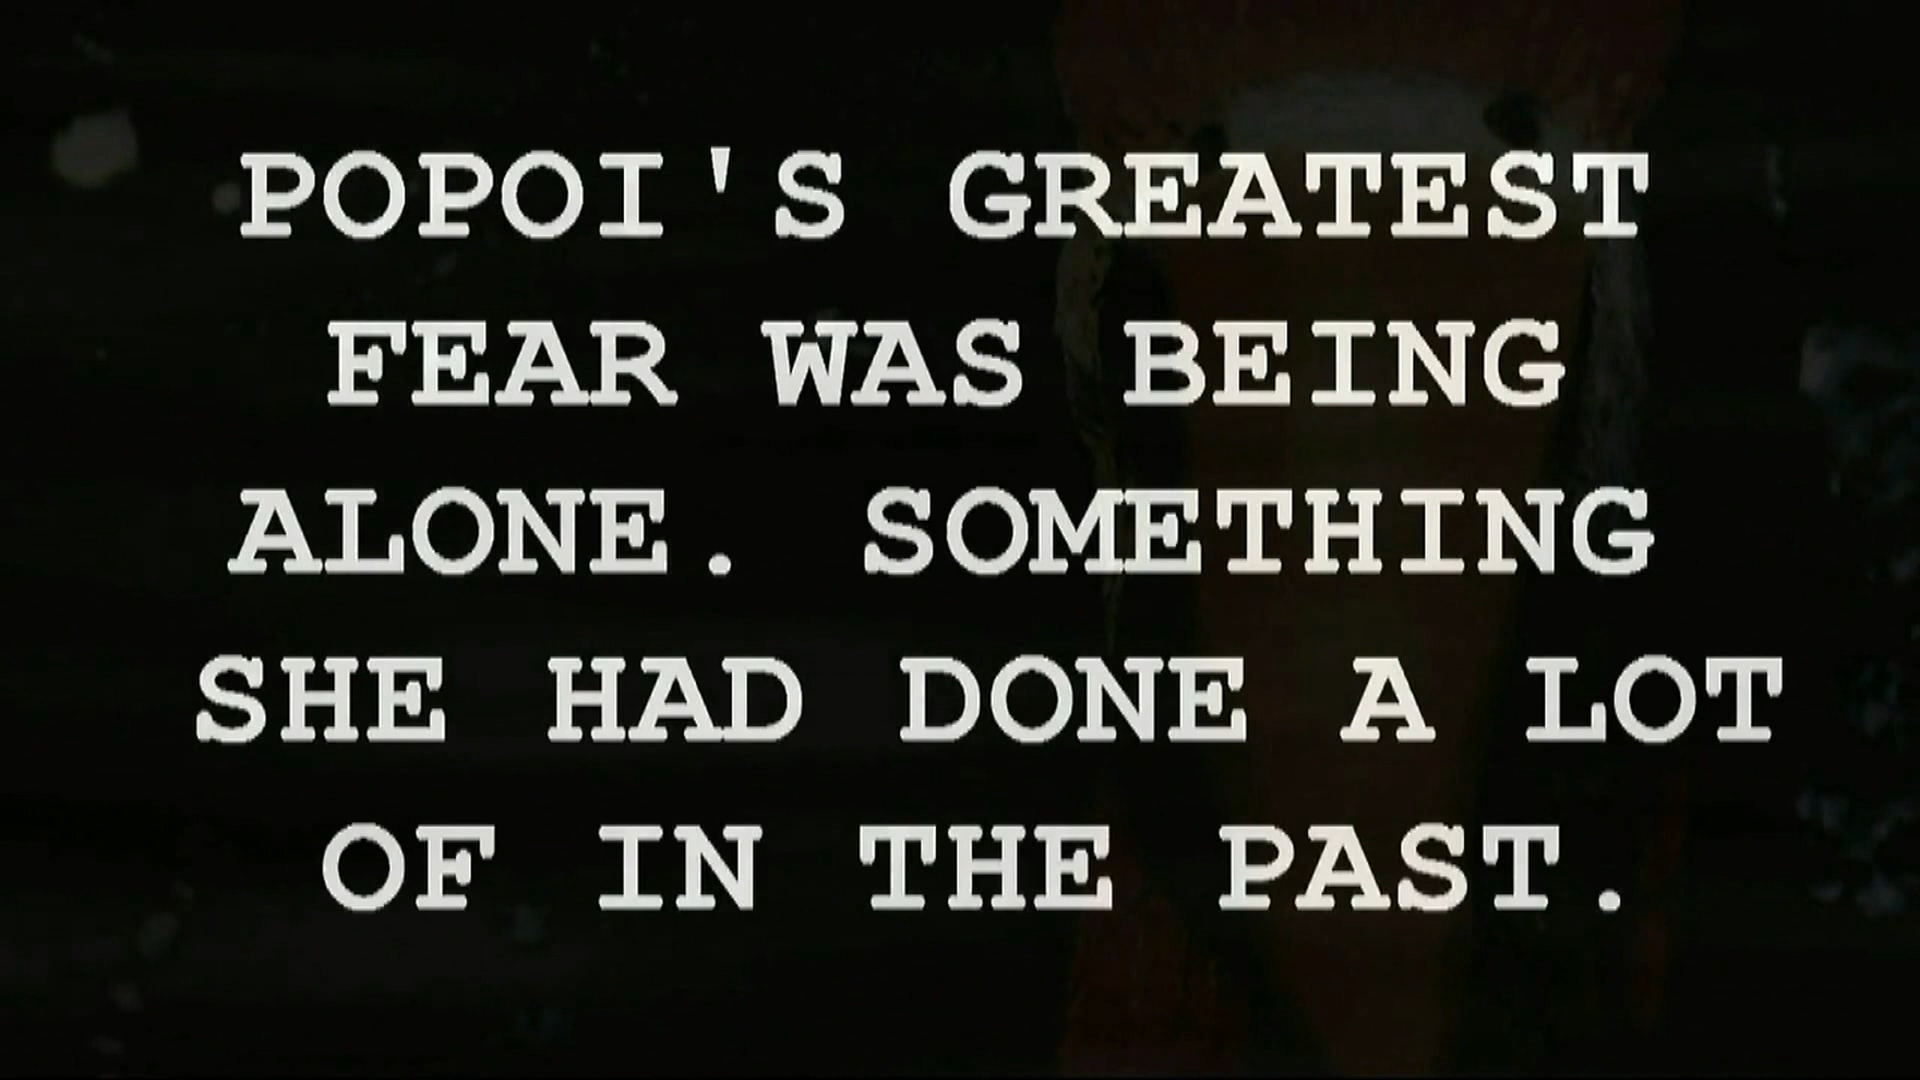 POPOI'S GREATEST
FEAR WAS BEING
ALONE. SOMETHING
SHE HAD DONE A LOT
OF IN THE PAST.